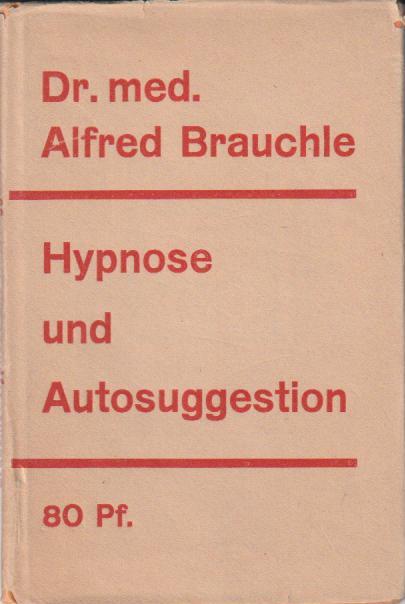 Dr. med.
Alfred Brauchle
Hypnose
und
Autosuggestion
80 Pf.